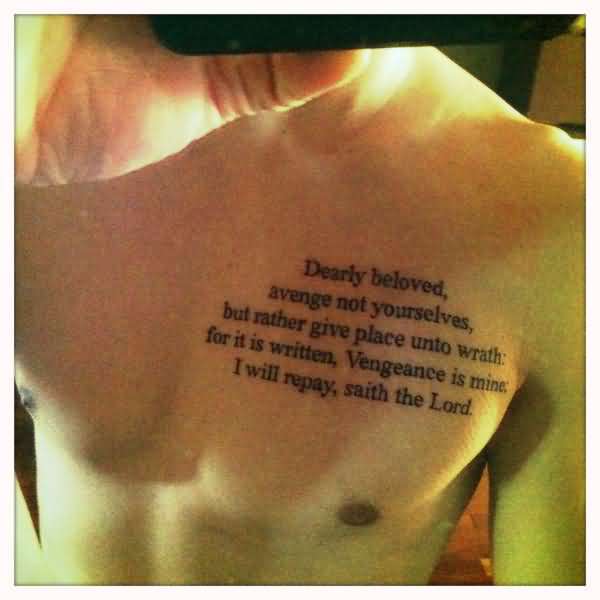 Dearly beloved,
avenge not yourselves,
but rather give place unto wrath:
for it is written, Vengeance is mine;
I will repay, saith the Lord.